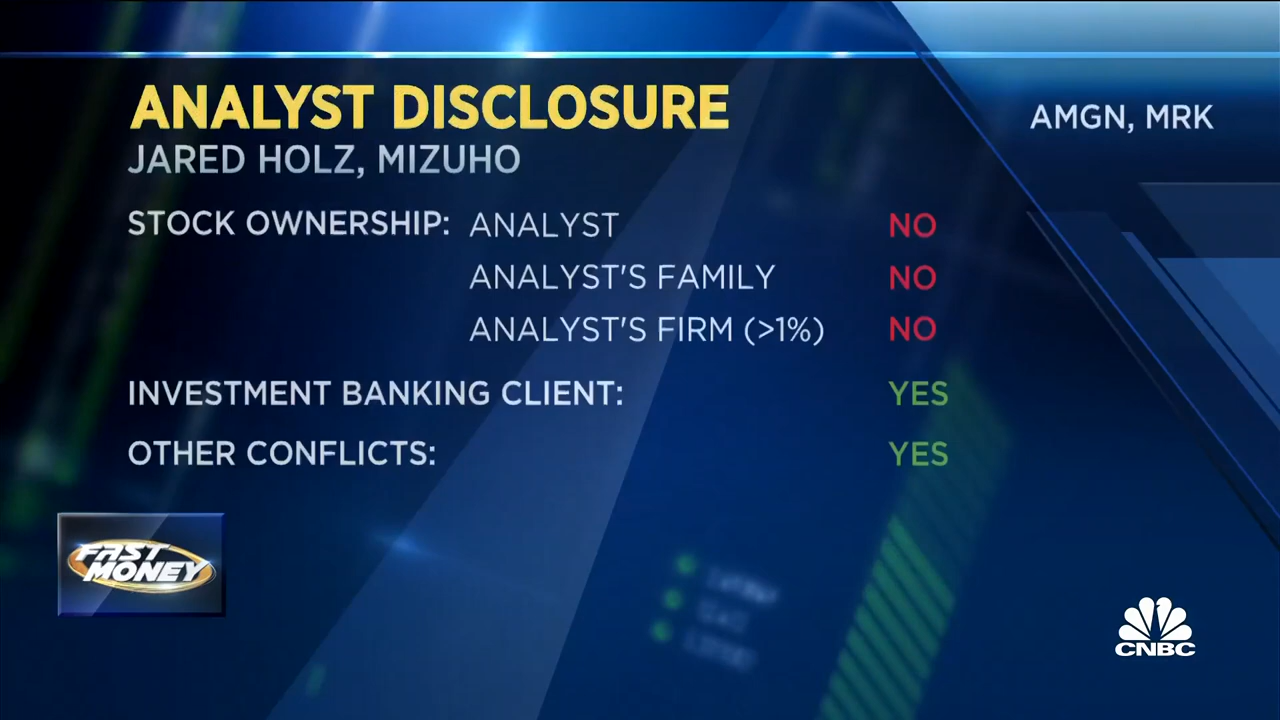 ANALYST DISCLOSURE
AMGN, MRK
JARED HOLZ, MIZUHO
STOCK OWNERSHIP: ANALYST NO
ANALYST'S FAMILY NO
ANALYST'S FIRM (>1%) NO
INVESTMENT BANKING CLIENT: YES
OTHER CONFLICTS: YES
FAST
MONEY
CNBC